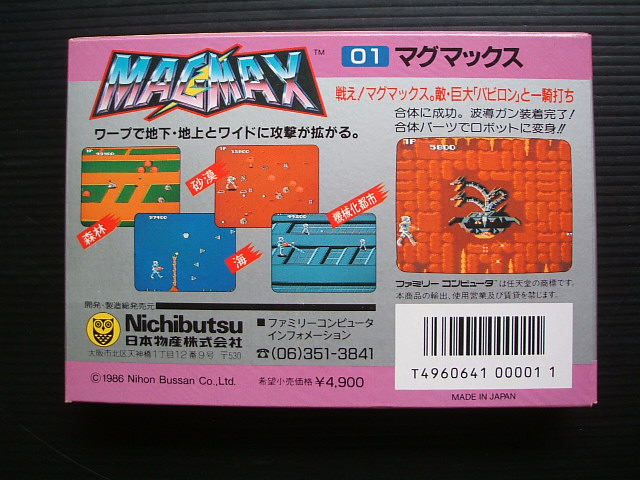 MAGMAX™
01 マグマックス
戦え!マグマックス。敵・巨大「バビロン」と一騎打ち
ワープで地下・地上とワイドに攻撃が拡がる。
合体に成功。波導ガン装着完了!
合体パーツでロボットに変身!!
森林
砂漠
海
機械化都市
1P 5800
ファミリーコンピュータ は任天堂の商標です。
本商品の輸出、使用営業及び賃貸を禁じます。
開発・製造総発売元
Nichibutsu
日本物産株式会社
大阪市北区天神橋1丁目12番9号 〒530
■ファミリーコンピュータ
インフォメーション
☎(06)351-3841
©1986 Nihon Bussan Co.,Ltd.
希望小売価格 ¥4,900
T4960641 00001 1
MADE IN JAPAN